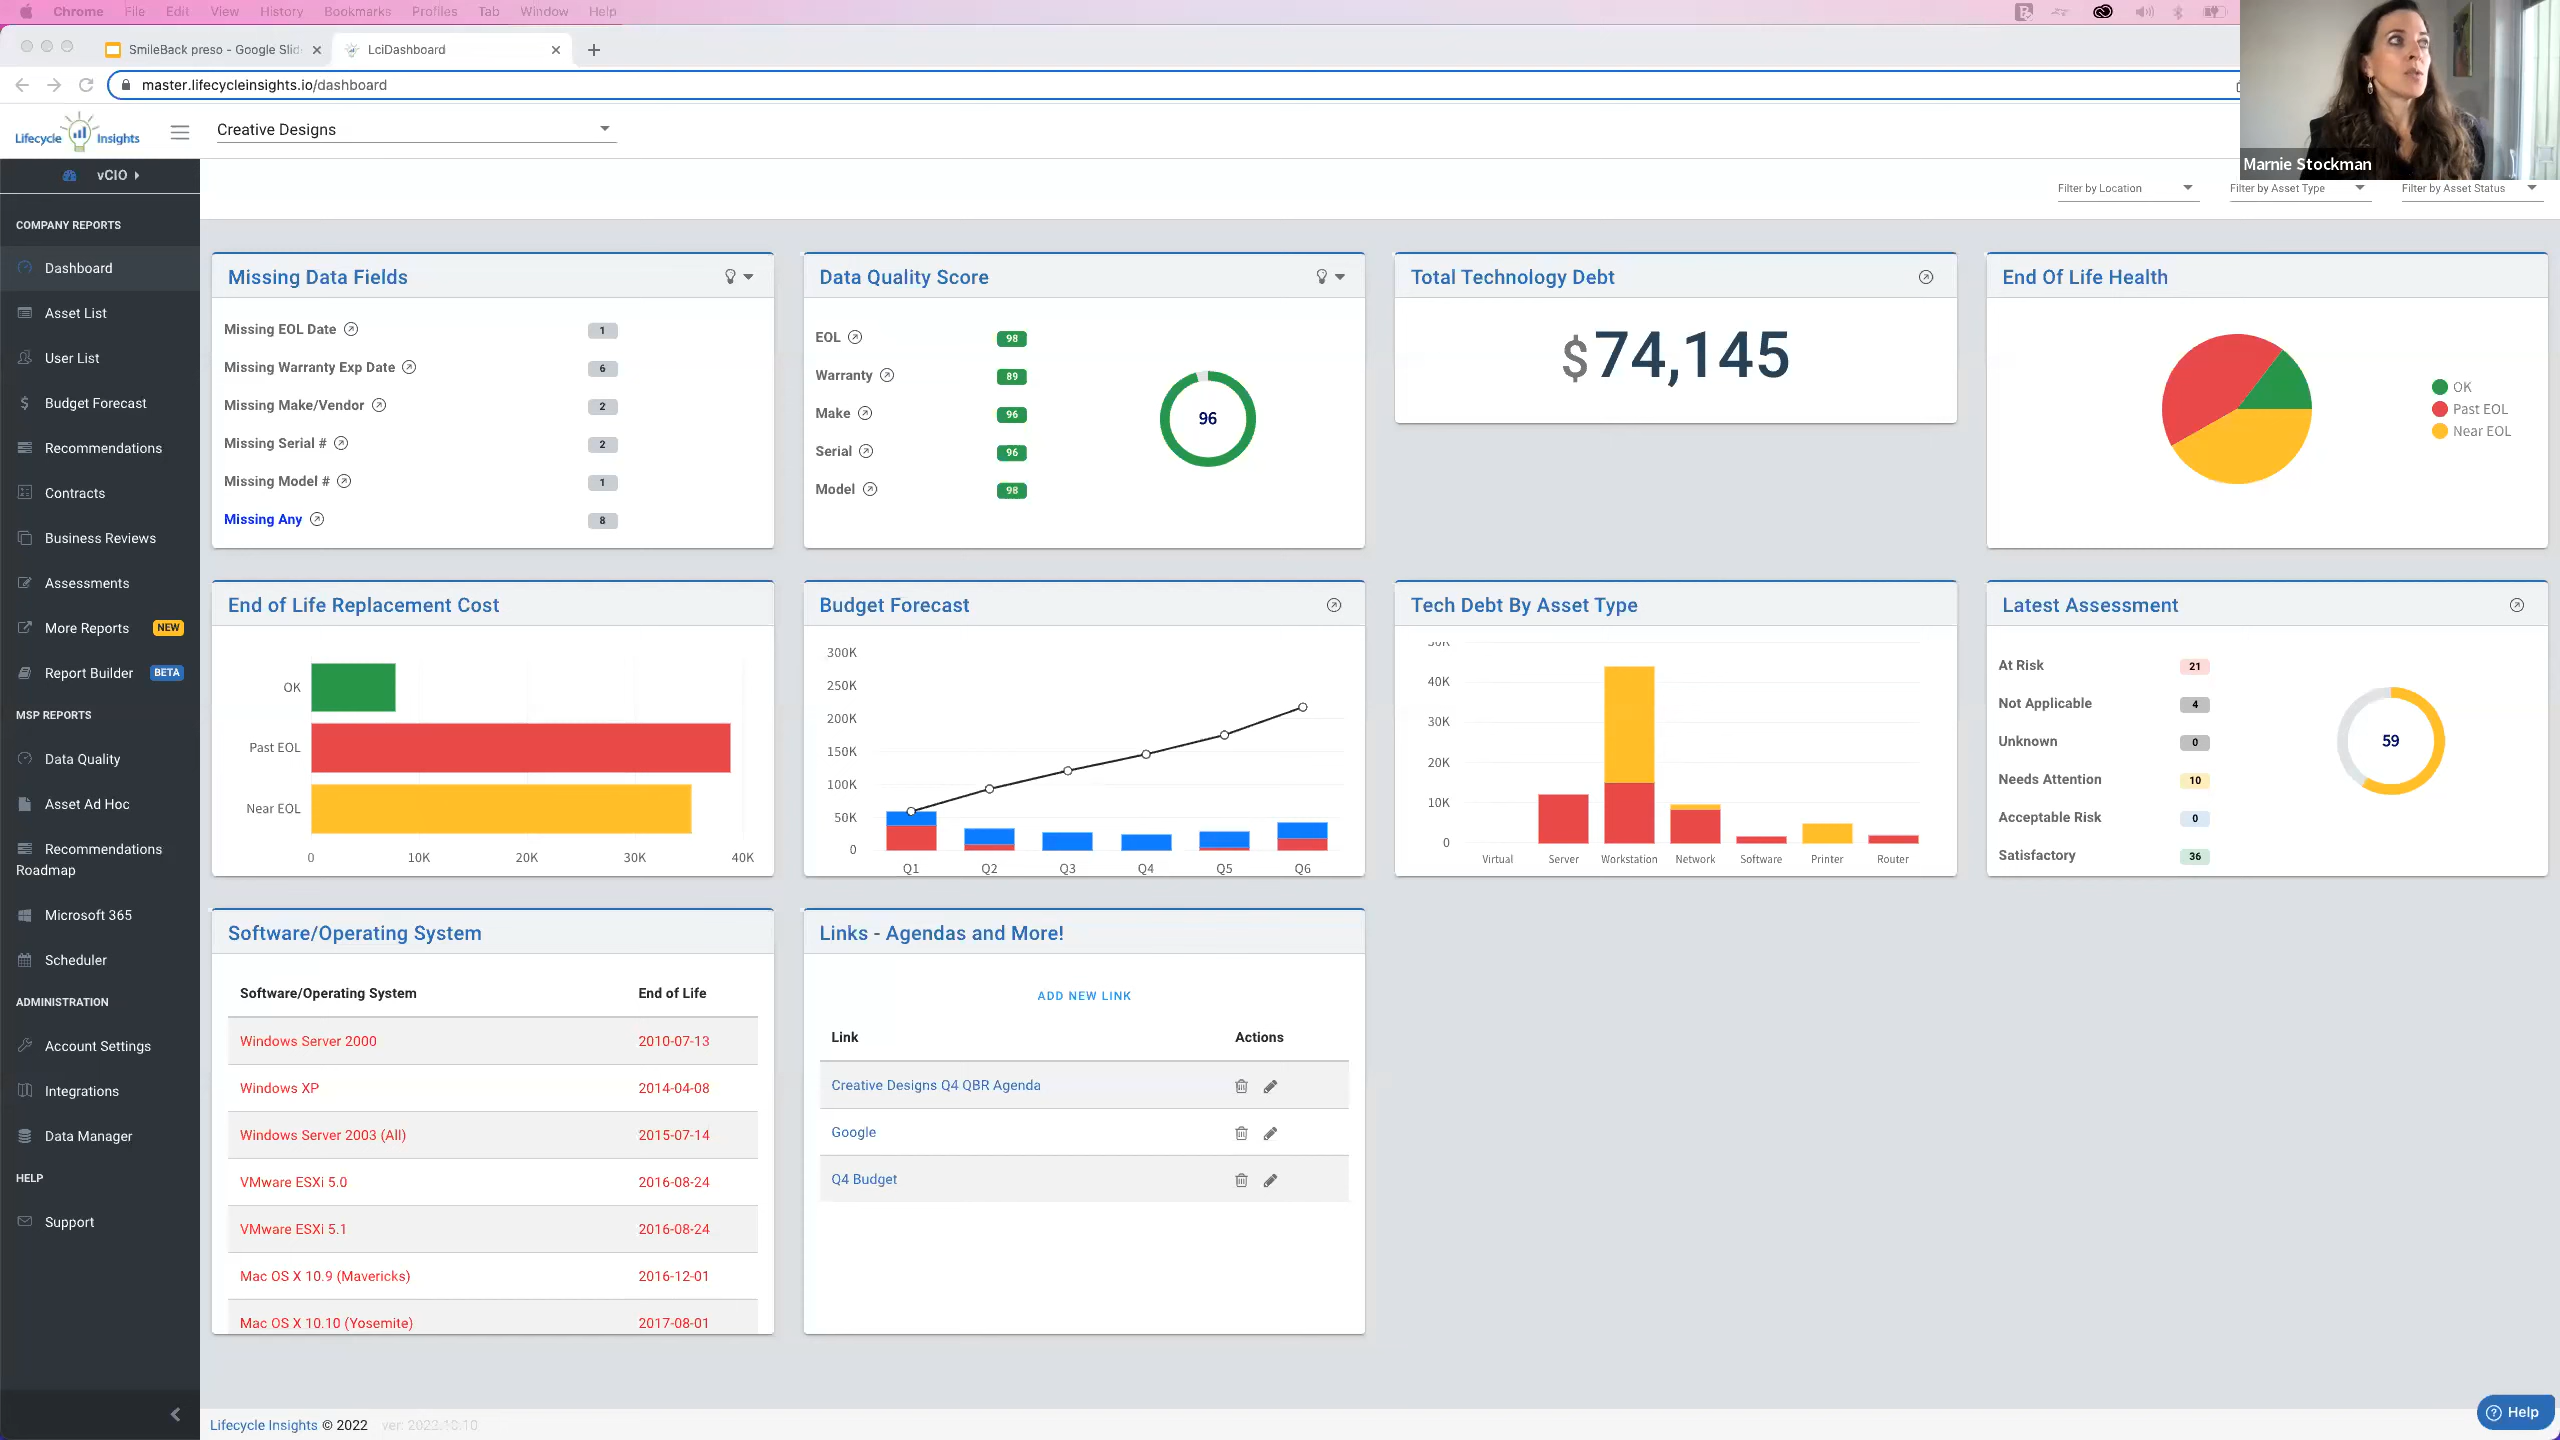 Chrome File Edit View History Bookmarks Profiles Tab Window Help
SmileBack preso - Google Slid
LciDashboard
master.lifecycleinsights.io/dashboard
Lifecycle Insights
Creative Designs
Marnie Stockman
vCIO
Filter by Location
Filter by Asset Type
Filter by Asset Status
COMPANY REPORTS
Dashboard
Asset List
User List
Budget Forecast
Recommendations
Contracts
Business Reviews
Assessments
More Reports NEW
Report Builder BETA
MSP REPORTS
Data Quality
Asset Ad Hoc
Recommendations
Roadmap
Microsoft 365
Scheduler
ADMINISTRATION
Account Settings
Integrations
Data Manager
HELP
Support
Missing Data Fields
Missing EOL Date 1
Missing Warranty Exp Date 6
Missing Make/Vendor 2
Missing Serial # 2
Missing Model # 1
Missing Any 8
Data Quality Score
EOL 98
Warranty 89
Make 96
Serial 96
Model 98
96
Total Technology Debt
$74,145
End Of Life Health
OK
Past EOL
Near EOL
End of Life Replacement Cost
OK
Past EOL
Near EOL
0 10K 20K 30K 40K
Budget Forecast
300K
250K
200K
150K
100K
50K
0
Q1 Q2 Q3 Q4 Q5 Q6
Tech Debt By Asset Type
50K
40K
30K
20K
10K
0
Virtual Server Workstation Network Software Printer Router
Latest Assessment
At Risk 21
Not Applicable 4
Unknown 0
Needs Attention 10
Acceptable Risk 0
Satisfactory 36
59
Software/Operating System
Software/Operating System End of Life
Windows Server 2000 2010-07-13
Windows XP 2014-04-08
Windows Server 2003 (All) 2015-07-14
VMware ESXi 5.0 2016-08-24
VMware ESXi 5.1 2016-08-24
Mac OS X 10.9 (Mavericks) 2016-12-01
Mac OS X 10.10 (Yosemite) 2017-08-01
Links - Agendas and More!
ADD NEW LINK
Link Actions
Creative Designs Q4 QBR Agenda
Google
Q4 Budget
Lifecycle Insights © 2022
Help